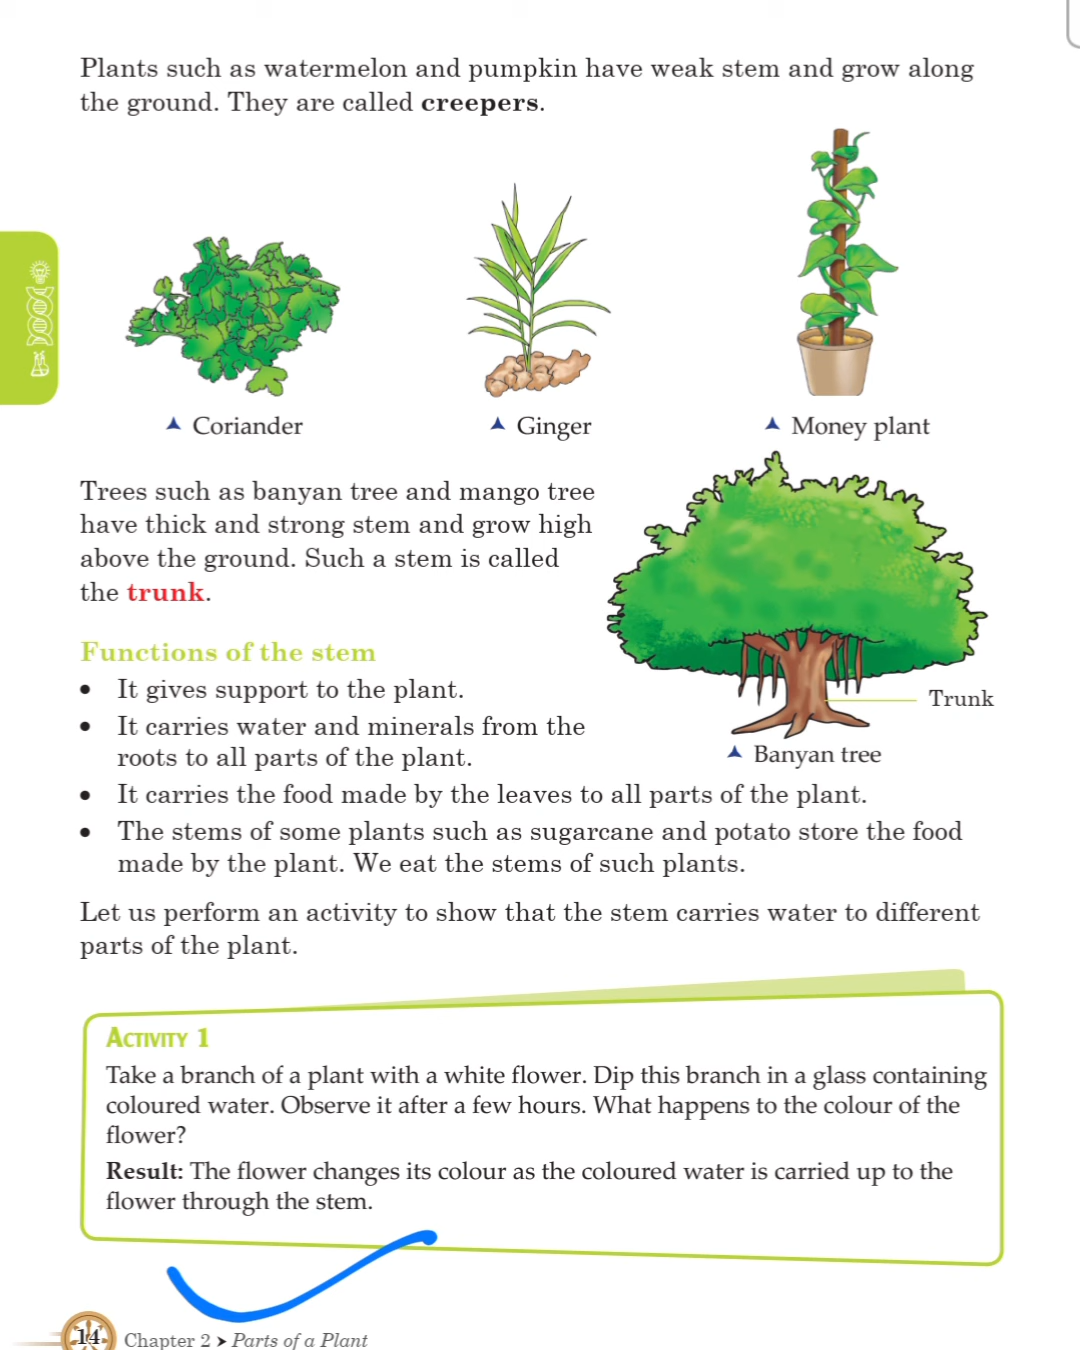 Plants such as watermelon and pumpkin have weak stem and grow along
the ground. They are called creepers.
Coriander
Ginger
Money plant
Trees such as banyan tree and mango tree
have thick and strong stem and grow high
above the ground. Such a stem is called
the trunk.
Trunk
Banyan tree
Functions of the stem
• It gives support to the plant.
• It carries water and minerals from the
roots to all parts of the plant.
• It carries the food made by the leaves to all parts of the plant.
• The stems of some plants such as sugarcane and potato store the food
made by the plant. We eat the stems of such plants.
Let us perform an activity to show that the stem carries water to different
parts of the plant.
ACTIVITY 1
Take a branch of a plant with a white flower. Dip this branch in a glass containing
coloured water. Observe it after a few hours. What happens to the colour of the
flower?
Result: The flower changes its colour as the coloured water is carried up to the
flower through the stem.
14 Chapter 2 ➤ Parts of a Plant